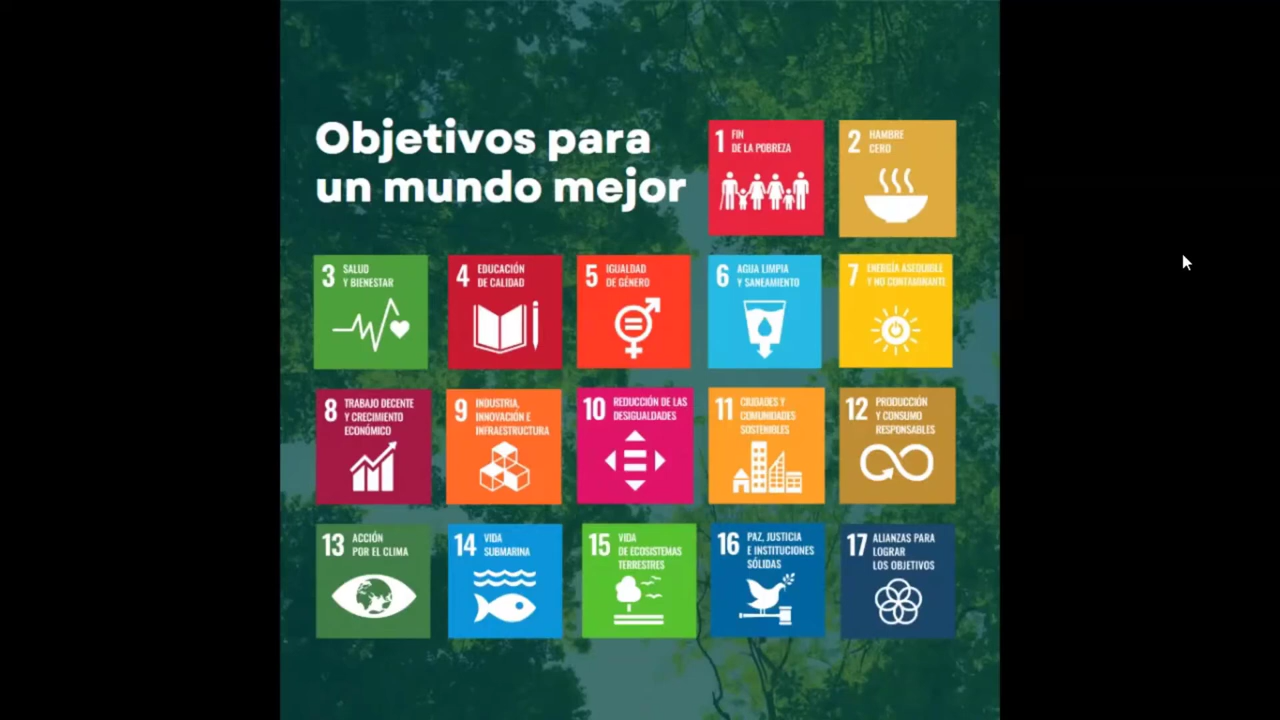 Objetivos para
un mundo mejor
1 FIN
DE LA POBREZA
2 HAMBRE
CERO
3 SALUD
Y BIENESTAR
4 EDUCACIÓN
DE CALIDAD
5 IGUALDAD
DE GÉNERO
6 AGUA LIMPIA
Y SANEAMIENTO
7 ENERGÍA ASEQUIBLE
Y NO CONTAMINANTE
8 TRABAJO DECENTE
Y CRECIMIENTO
ECONÓMICO
9 INDUSTRIA,
INNOVACIÓN E
INFRAESTRUCTURA
10 REDUCCIÓN DE LAS
DESIGUALDADES
11 CIUDADES Y
COMUNIDADES
SOSTENIBLES
12 PRODUCCIÓN
Y CONSUMO
RESPONSABLES
13 ACCIÓN
POR EL CLIMA
14 VIDA
SUBMARINA
15 VIDA
DE ECOSISTEMAS
TERRESTRES
16 PAZ, JUSTICIA
E INSTITUCIONES
SÓLIDAS
17 ALIANZAS PARA
LOGRAR
LOS OBJETIVOS